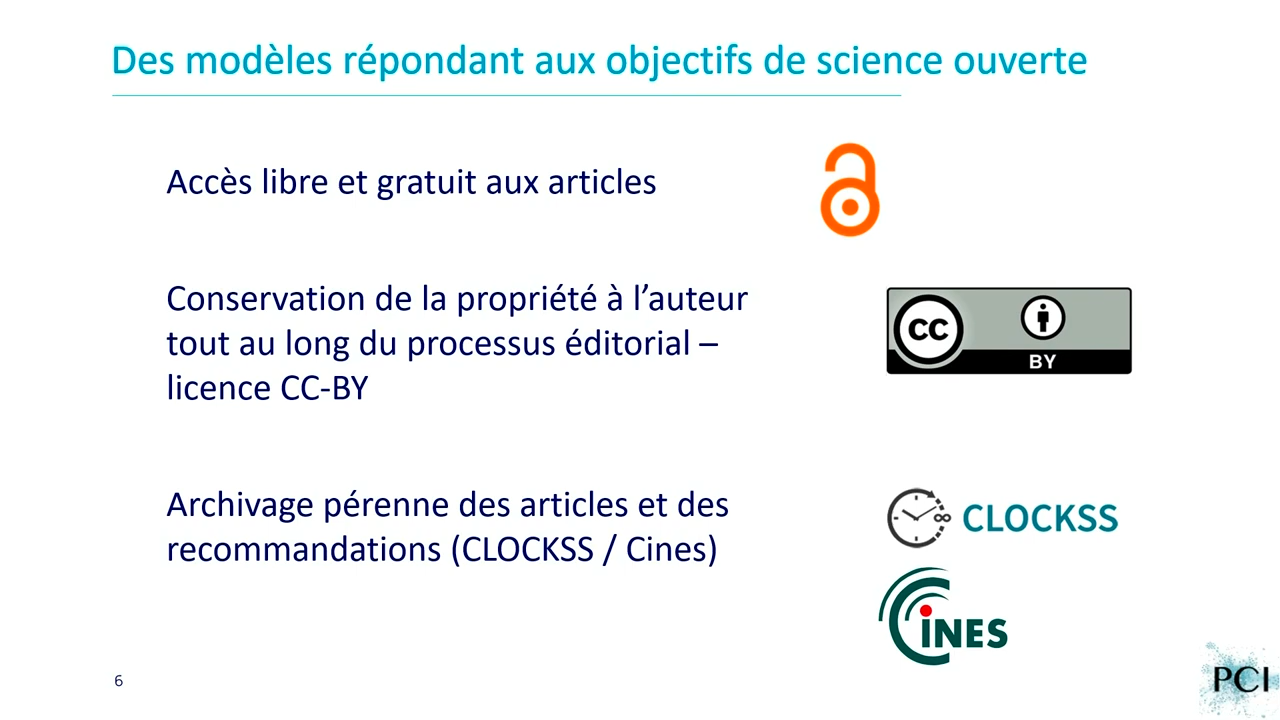 Des modèles répondant aux objectifs de science ouverte
Accès libre et gratuit aux articles
Conservation de la propriété à l’auteur
tout au long du processus éditorial –
licence CC-BY
CC
BY
Archivage pérenne des articles et des
recommandations (CLOCKSS / Cines)
CLOCKSS
CINES
6
PCI